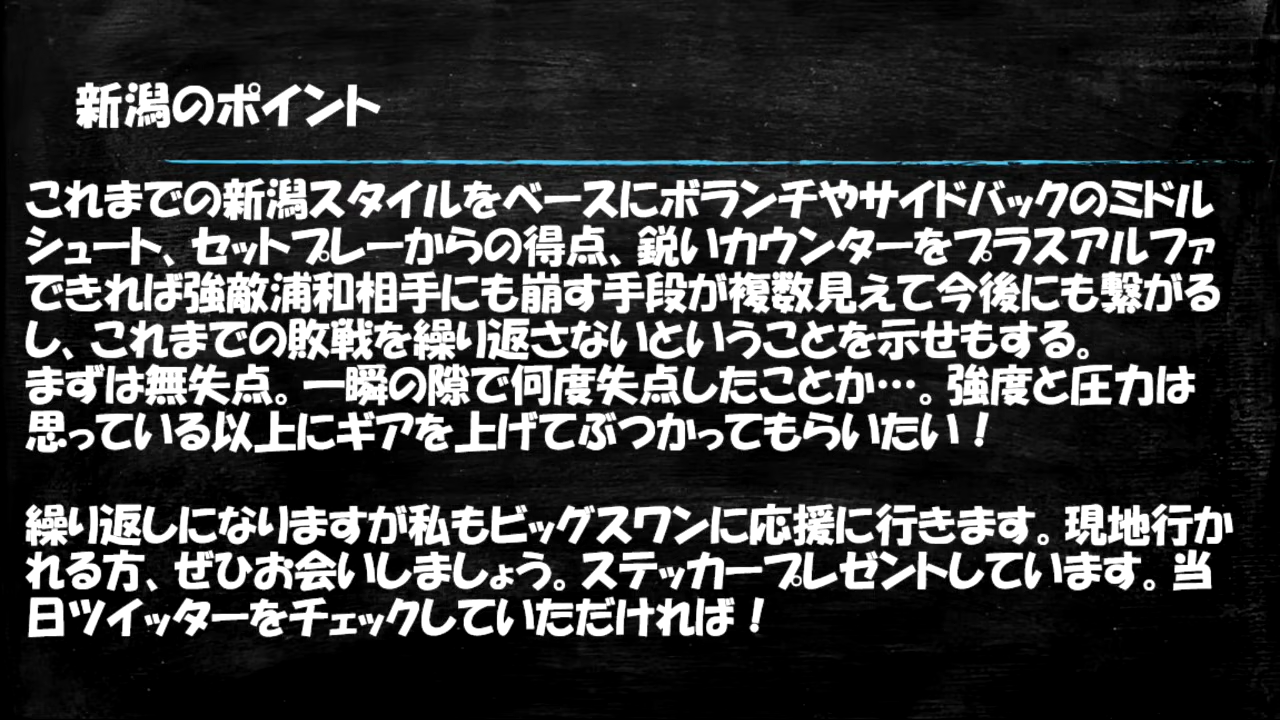 新潟のポイント
これまでの新潟スタイルをベースにボランチやサイドバックのミドル
シュート、セットプレーからの得点、鋭いカウンターをプラスアルファ
できれば強敵浦和相手にも崩す手段が複数見えて今後にも繋がる
し、これまでの敗戦を繰り返さないということを示せもする。
まずは無失点。一瞬の隙で何度失点したことか…。強度と圧力は
思っている以上にギアを上げてぶつかってもらいたい！
繰り返しになりますが私もビッグスワンに応援に行きます。現地行か
れる方、ぜひお会いしましょう。ステッカープレゼントしています。当
日ツイッターをチェックしていただければ！